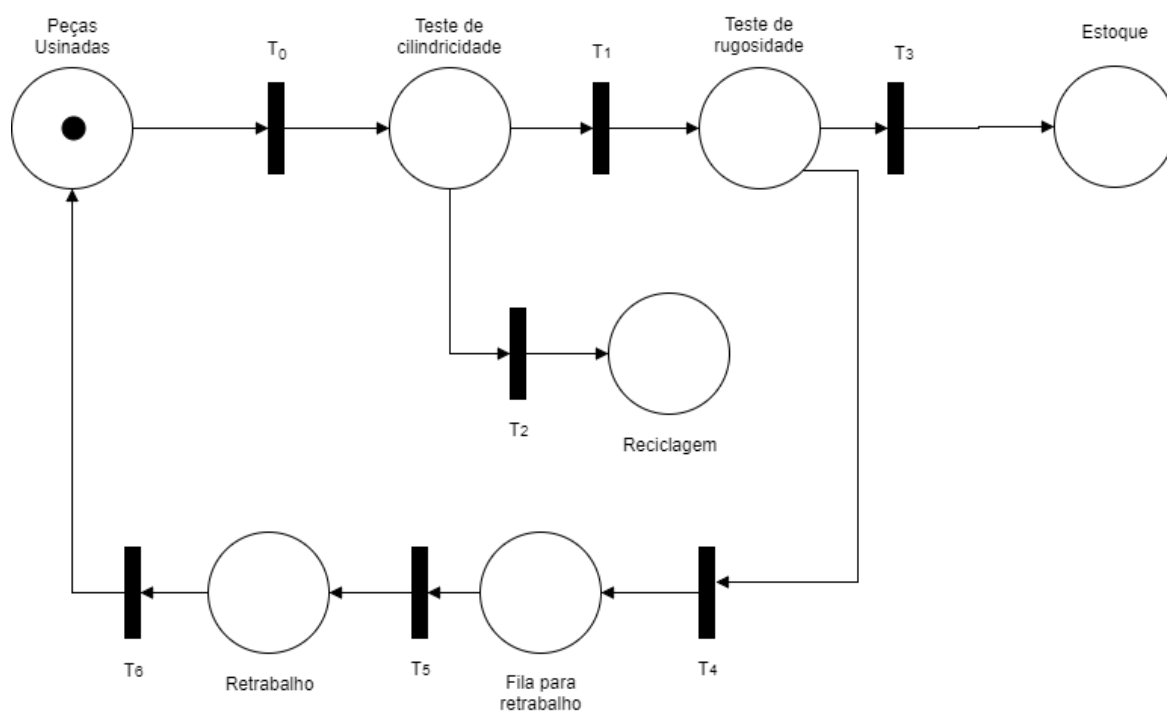 Peças
Usinadas
T0
Teste de
cilindricidade
T1
Teste de
rugosidade
T3
Estoque
T2
Reciclagem
T6
Retrabalho
T5
Fila para
retrabalho
T4